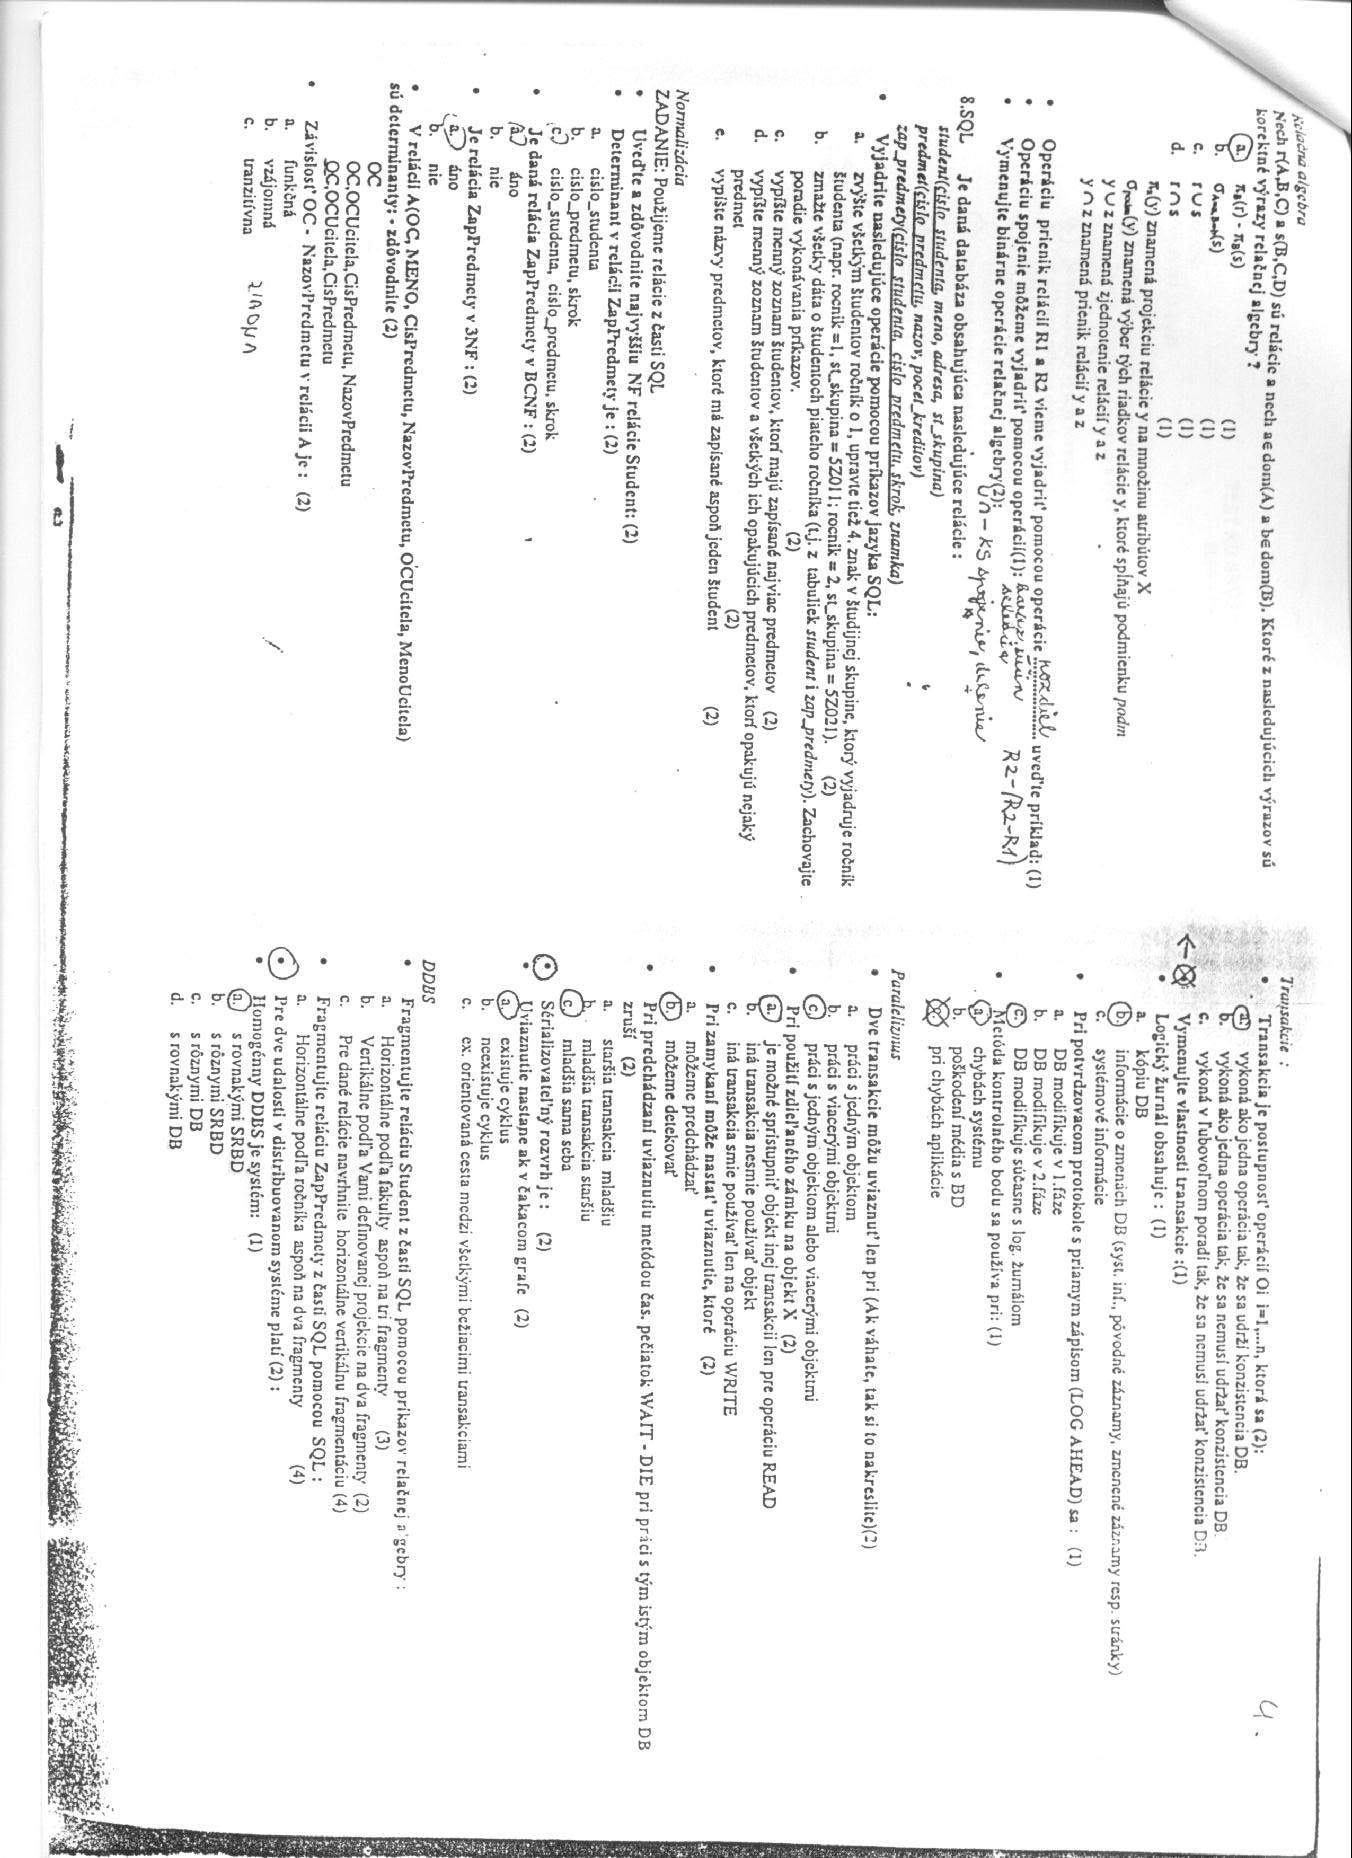 Relačná algebra
Nech r(A,B,C) a s(B,C,D) sú relácie a nech a∈dom(A) a b∈dom(B). Ktoré z nasledujúcich výrazov sú
korektné výrazy relačnej algebry ?
a. π_B(r) - π_B(s) (1)
b. (s) (1)
c. r∪s (1)
d. r∩s (1)
π_X(y) znamená projekciu relácie y na množinu atribútov X
σ_podm(y) znamená výber tých riadkov relácie y, ktoré spĺňajú podmienku podm
y∪z znamená zjednotenie relácií y a z
y∩z znamená prienik relácií y a z
• Operáciu prienik relácií R1 a R2 vieme vyjadriť pomocou operácie rozdiel uveďte príklad: (1)
• Operáciu spojenie môžeme vyjadriť pomocou operácií(1): selekcia R2-(R2-R1)
• Vymenujte binárne operácie relačnej algebry(2): ∪∩ - KS spojenie, delenie
8.SQL Je daná databáza obsahujúca nasledujúce relácie :
student(cislo_studenta, meno, adresa, st_skupina)
predmet(cislo_predmetu, nazov, pocet_kreditov)
zap_predmety(cislo_studenta, cislo_predmetu, skrok, znamka)
• Vyjadrite nasledujúce operácie pomocou príkazov jazyka SQL:
a. zvýšte všetkým študentov ročník o 1, upravte tiež 4. znak v študijnej skupine, ktorý vyjadruje ročník
študenta (napr. rocnik =1, st_skupina = 5Z011; rocnik = 2, st_skupina = 5Z021). (2)
b. zmažte všetky dáta o študentoch piateho ročníka (t.j. z tabuliek student i zap_predmety). Zachovajte
poradie vykonávania príkazov. (2)
c. vypíšte menný zoznam študentov, ktorí majú zapísané najviac predmetov (2)
d. vypíšte menný zoznam študentov a všetkých ich opakujúcich predmetov, ktorí opakujú nejaký
predmet (2)
e. vypíšte názvy predmetov, ktoré má zapísané aspoň jeden študent (2)
Normalizácia
ZADANIE: Použijeme relácie z časti SQL
• Uveďte a zdôvodnite najvyššiu NF relácie Student: (2)
• Determinant v relácii ZapPredmety je : (2)
a. cislo_studenta
b. cislo_predmetu, skrok
c. cislo_studenta, cislo_predmetu, skrok
• Je daná relácia ZapPredmety v BCNF : (2)
a. áno
b. nie
• Je relácia ZapPredmety v 3NF : (2)
a. áno
b. nie
• V relácii A(OC, MENO, CisPredmetu, NazovPredmetu, OCUcitela, MenoUcitela)
sú determinanty: - zdôvodnite (2)
OC
OC,OCUcitela,CisPredmetu, NazovPredmetu
OC,OCUcitela,CisPredmetu
• Závislosť OC - NazovPredmetu v relácii A je : (2)
a. funkčná
b. vzájomná
c. tranzitívna
4.
Transakcie :
• Transakcia je postupnosť operácií Oi i=1,...n, ktorá sa (2):
a. vykoná ako jedna operácia tak, že sa udrží konzistencia DB.
b. vykoná ako jedna operácia tak, že sa nemusí udržať konzistencia DB.
c. vykoná v ľubovoľnom poradí tak, že sa nemusí udržať konzistencia DB.
Vymenujte vlastnosti transakcie :(1)
• Logický žurnál obsahuje : (1)
a. kópiu DB
b. informácie o zmenách DB (syst. inf., pôvodné záznamy, zmenené záznamy resp. stránky)
c. systémové informácie
• Pri potvrdzovacom protokole s priamym zápisom (LOG AHEAD) sa : (1)
a. DB modifikuje v 1.fáze
b. DB modifikuje v 2.fáze
c. DB modifikuje súčasne s log. žurnálom
• Metóda kontrolného bodu sa používa pri: (1)
a. chybách systému
b. poškodení média s BD
pri chybách aplikácie
Paralelizmus
• Dve transakcie môžu uviaznuť len pri (Ak váhate, tak si to nakreslite)(2)
a. práci s jedným objektom
b. práci s viacerými objektmi
c. práci s jedným objektom alebo viacerými objektmi
• Pri použití zdieľaného zámku na objekt X (2)
a. je možné sprístupniť objekt inej transakcii len pre operáciu READ
b. iná transakcia nesmie používať objekt
c. iná transakcia smie používať len na operáciu WRITE
• Pri zamykaní môže nastať uviaznutie, ktoré (2)
a. môžeme predchádzať
b. môžeme detekovať
• Pri predchádzaní uviaznutiu metódou čas. pečiatok WAIT - DIE pri práci s tým istým objektom DB
zruší (2)
a. staršia transakcia mladšiu
b. mladšia transakcia staršiu
c. mladšia sama seba
Sérializovateľný rozvrh je : (2)
• Uviaznutie nastane ak v čakacom grafe (2)
a. existuje cyklus
b. neexistuje cyklus
c. ex. orientovaná cesta medzi všetkými bežiacimi transakciami
DDBS
• Fragmentujte reláciu Student z časti SQL pomocou príkazov relačnej algebry :
a. Horizontálne podľa fakulty aspoň na tri fragmenty (3)
b. Vertikálne podľa Vami definovanej projekcie na dva fragmenty (2)
c. Pre dané relácie navrhnite horizontálne vertikálnu fragmentáciu (4)
• Fragmentujte reláciu ZapPredmety z časti SQL pomocou SQL :
a. Horizontálne podľa ročníka aspoň na dva fragmenty (4)
Pre dve udalosti v distribuovanom systéme platí (2) :
• Homogénny DDBS je systém: (1)
a. s rovnakými SRBD
b. s rôznymi SRBD
c. s rôznymi DB
d. s rovnakými DB